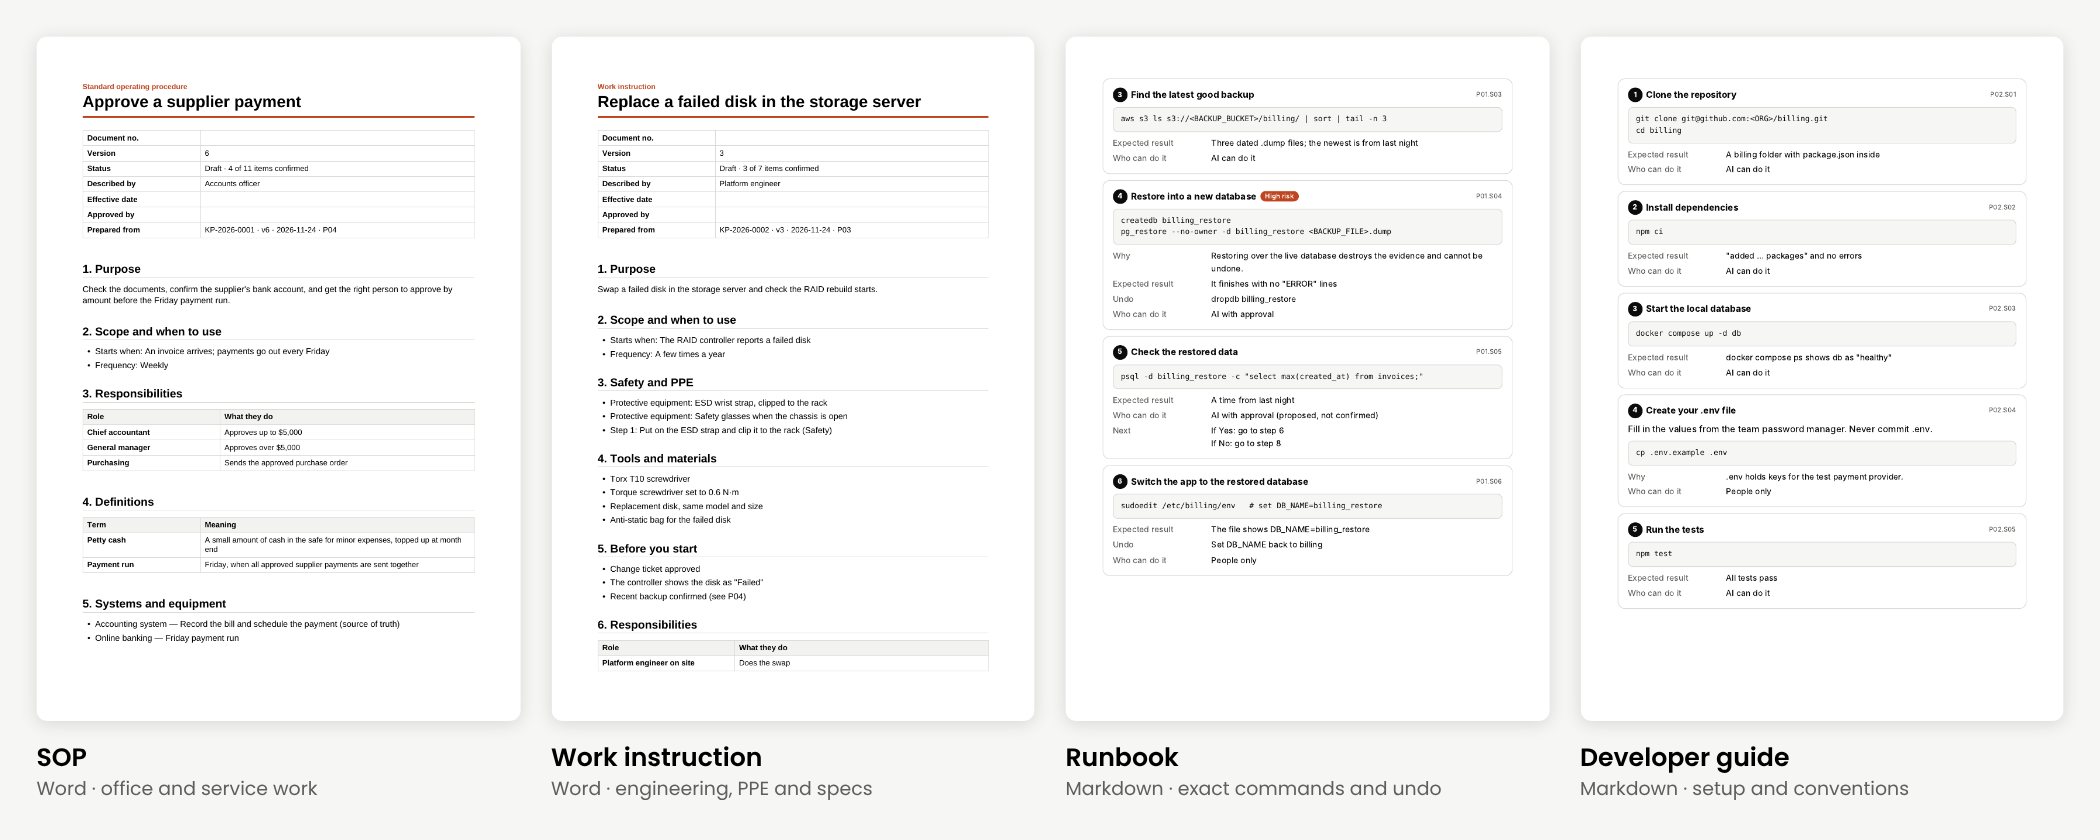 Standard operating procedure
Approve a supplier payment
Document no.
Version 6
Status Draft · 4 of 11 items confirmed
Described by Accounts officer
Effective date
Approved by
Prepared from KP-2026-0001 · v6 · 2026-11-24 · P04
1. Purpose
Check the documents, confirm the supplier's bank account, and get the right person to approve by
amount before the Friday payment run.
2. Scope and when to use
• Starts when: An invoice arrives; payments go out every Friday
• Frequency: Weekly
3. Responsibilities
Role What they do
Chief accountant Approves up to $5,000
General manager Approves over $5,000
Purchasing Sends the approved purchase order
4. Definitions
Term Meaning
Petty cash A small amount of cash in the safe for minor expenses, topped up at month
end
Payment run Friday, when all approved supplier payments are sent together
5. Systems and equipment
• Accounting system — Record the bill and schedule the payment (source of truth)
• Online banking — Friday payment run
SOP
Word · office and service work
Work instruction
Replace a failed disk in the storage server
Document no.
Version 3
Status Draft · 3 of 7 items confirmed
Described by Platform engineer
Effective date
Approved by
Prepared from KP-2026-0002 · v3 · 2026-11-24 · P03
1. Purpose
Swap a failed disk in the storage server and check the RAID rebuild starts.
2. Scope and when to use
• Starts when: The RAID controller reports a failed disk
• Frequency: A few times a year
3. Safety and PPE
• Protective equipment: ESD wrist strap, clipped to the rack
• Protective equipment: Safety glasses when the chassis is open
• Step 1: Put on the ESD strap and clip it to the rack (Safety)
4. Tools and materials
• Torx T10 screwdriver
• Torque screwdriver set to 0.6 N·m
• Replacement disk, same model and size
• Anti-static bag for the failed disk
5. Before you start
• Change ticket approved
• The controller shows the disk as "Failed"
• Recent backup confirmed (see P04)
6. Responsibilities
Role What they do
Platform engineer on site Does the swap
Work instruction
Word · engineering, PPE and specs
3 Find the latest good backup P01.S03
aws s3 ls s3://<BACKUP_BUCKET>/billing/ | sort | tail -n 3
Expected result Three dated .dump files; the newest is from last night
Who can do it AI can do it
4 Restore into a new database High risk P01.S04
createdb billing_restore
pg_restore --no-owner -d billing_restore <BACKUP_FILE>.dump
Why Restoring over the live database destroys the evidence and cannot be
undone.
Expected result It finishes with no "ERROR" lines
Undo dropdb billing_restore
Who can do it AI with approval
5 Check the restored data P01.S05
psql -d billing_restore -c "select max(created_at) from invoices;"
Expected result A time from last night
Who can do it AI with approval (proposed, not confirmed)
Next If Yes: go to step 6
If No: go to step 8
6 Switch the app to the restored database P01.S06
sudoedit /etc/billing/env # set DB_NAME=billing_restore
Expected result The file shows DB_NAME=billing_restore
Undo Set DB_NAME back to billing
Who can do it People only
Runbook
Markdown · exact commands and undo
1 Clone the repository P02.S01
git clone git@github.com:<ORG>/billing.git
cd billing
Expected result A billing folder with package.json inside
Who can do it AI can do it
2 Install dependencies P02.S02
npm ci
Expected result "added ... packages" and no errors
Who can do it AI can do it
3 Start the local database P02.S03
docker compose up -d db
Expected result docker compose ps shows db as "healthy"
Who can do it AI can do it
4 Create your .env file P02.S04
Fill in the values from the team password manager. Never commit .env.
cp .env.example .env
Why .env holds keys for the test payment provider.
Who can do it People only
5 Run the tests P02.S05
npm test
Expected result All tests pass
Who can do it AI can do it
Developer guide
Markdown · setup and conventions